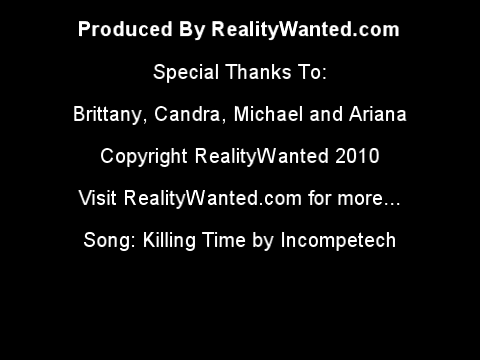 Produced By RealityWanted.com
Special Thanks To:
Brittany, Candra, Michael and Ariana
Copyright RealityWanted 2010
Visit RealityWanted.com for more...
Song: Killing Time by Incompetech